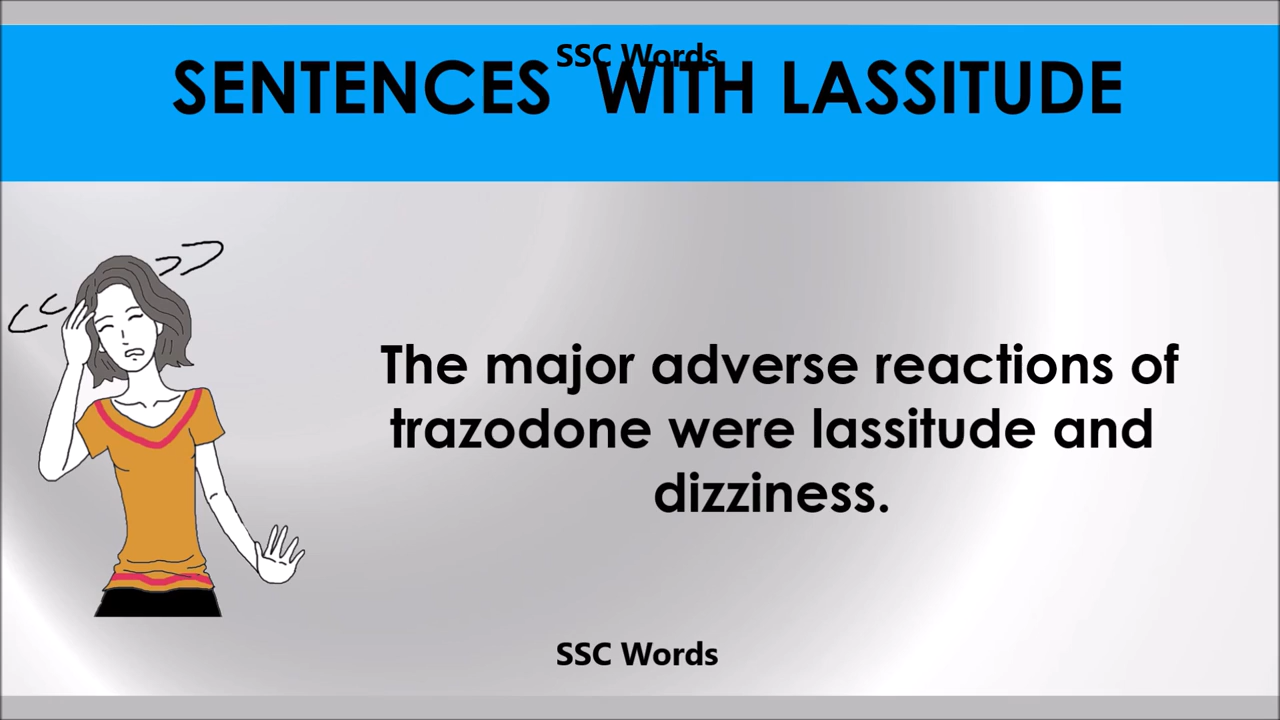 SSC Words
SENTENCES WITH LASSITUDE
The major adverse reactions of
trazodone were lassitude and
dizziness.
SSC Words